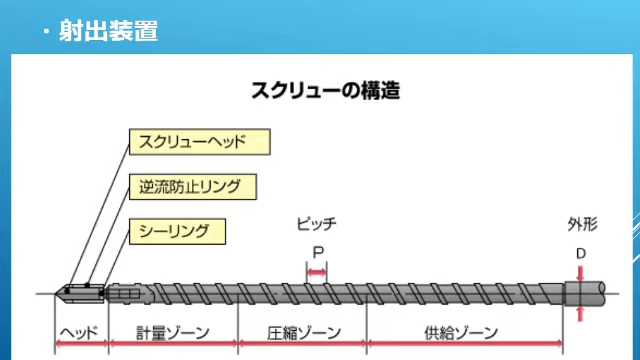 ・射出装置
スクリューの構造
スクリューヘッド
逆流防止リング
シーリング
ピッチ
P
外形
D
ヘッド
計量ゾーン
圧縮ゾーン
供給ゾーン